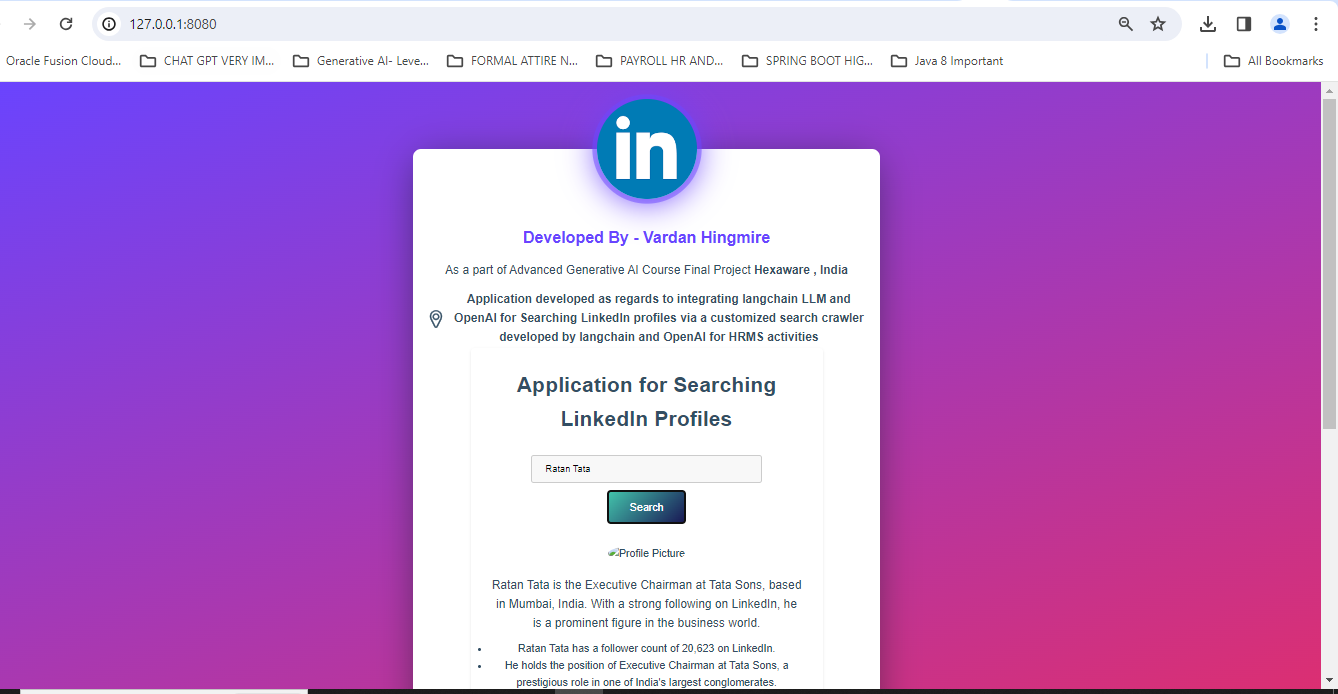 127.0.0.1:8080
Oracle Fusion Cloud... CHAT GPT VERY IM... Generative AI- Leve... FORMAL ATTIRE N... PAYROLL HR AND... SPRING BOOT HIG... Java 8 Important All Bookmarks
in
Developed By - Vardan Hingmire
As a part of Advanced Generative AI Course Final Project Hexaware , India
Application developed as regards to integrating langchain LLM and
OpenAI for Searching LinkedIn profiles via a customized search crawler
developed by langchain and OpenAI for HRMS activities
Application for Searching
LinkedIn Profiles
Ratan Tata
Search
Profile Picture
Ratan Tata is the Executive Chairman at Tata Sons, based
in Mumbai, India. With a strong following on LinkedIn, he
is a prominent figure in the business world.
• Ratan Tata has a follower count of 20,623 on LinkedIn.
• He holds the position of Executive Chairman at Tata Sons, a
prestigious role in one of India's largest conglomerates.